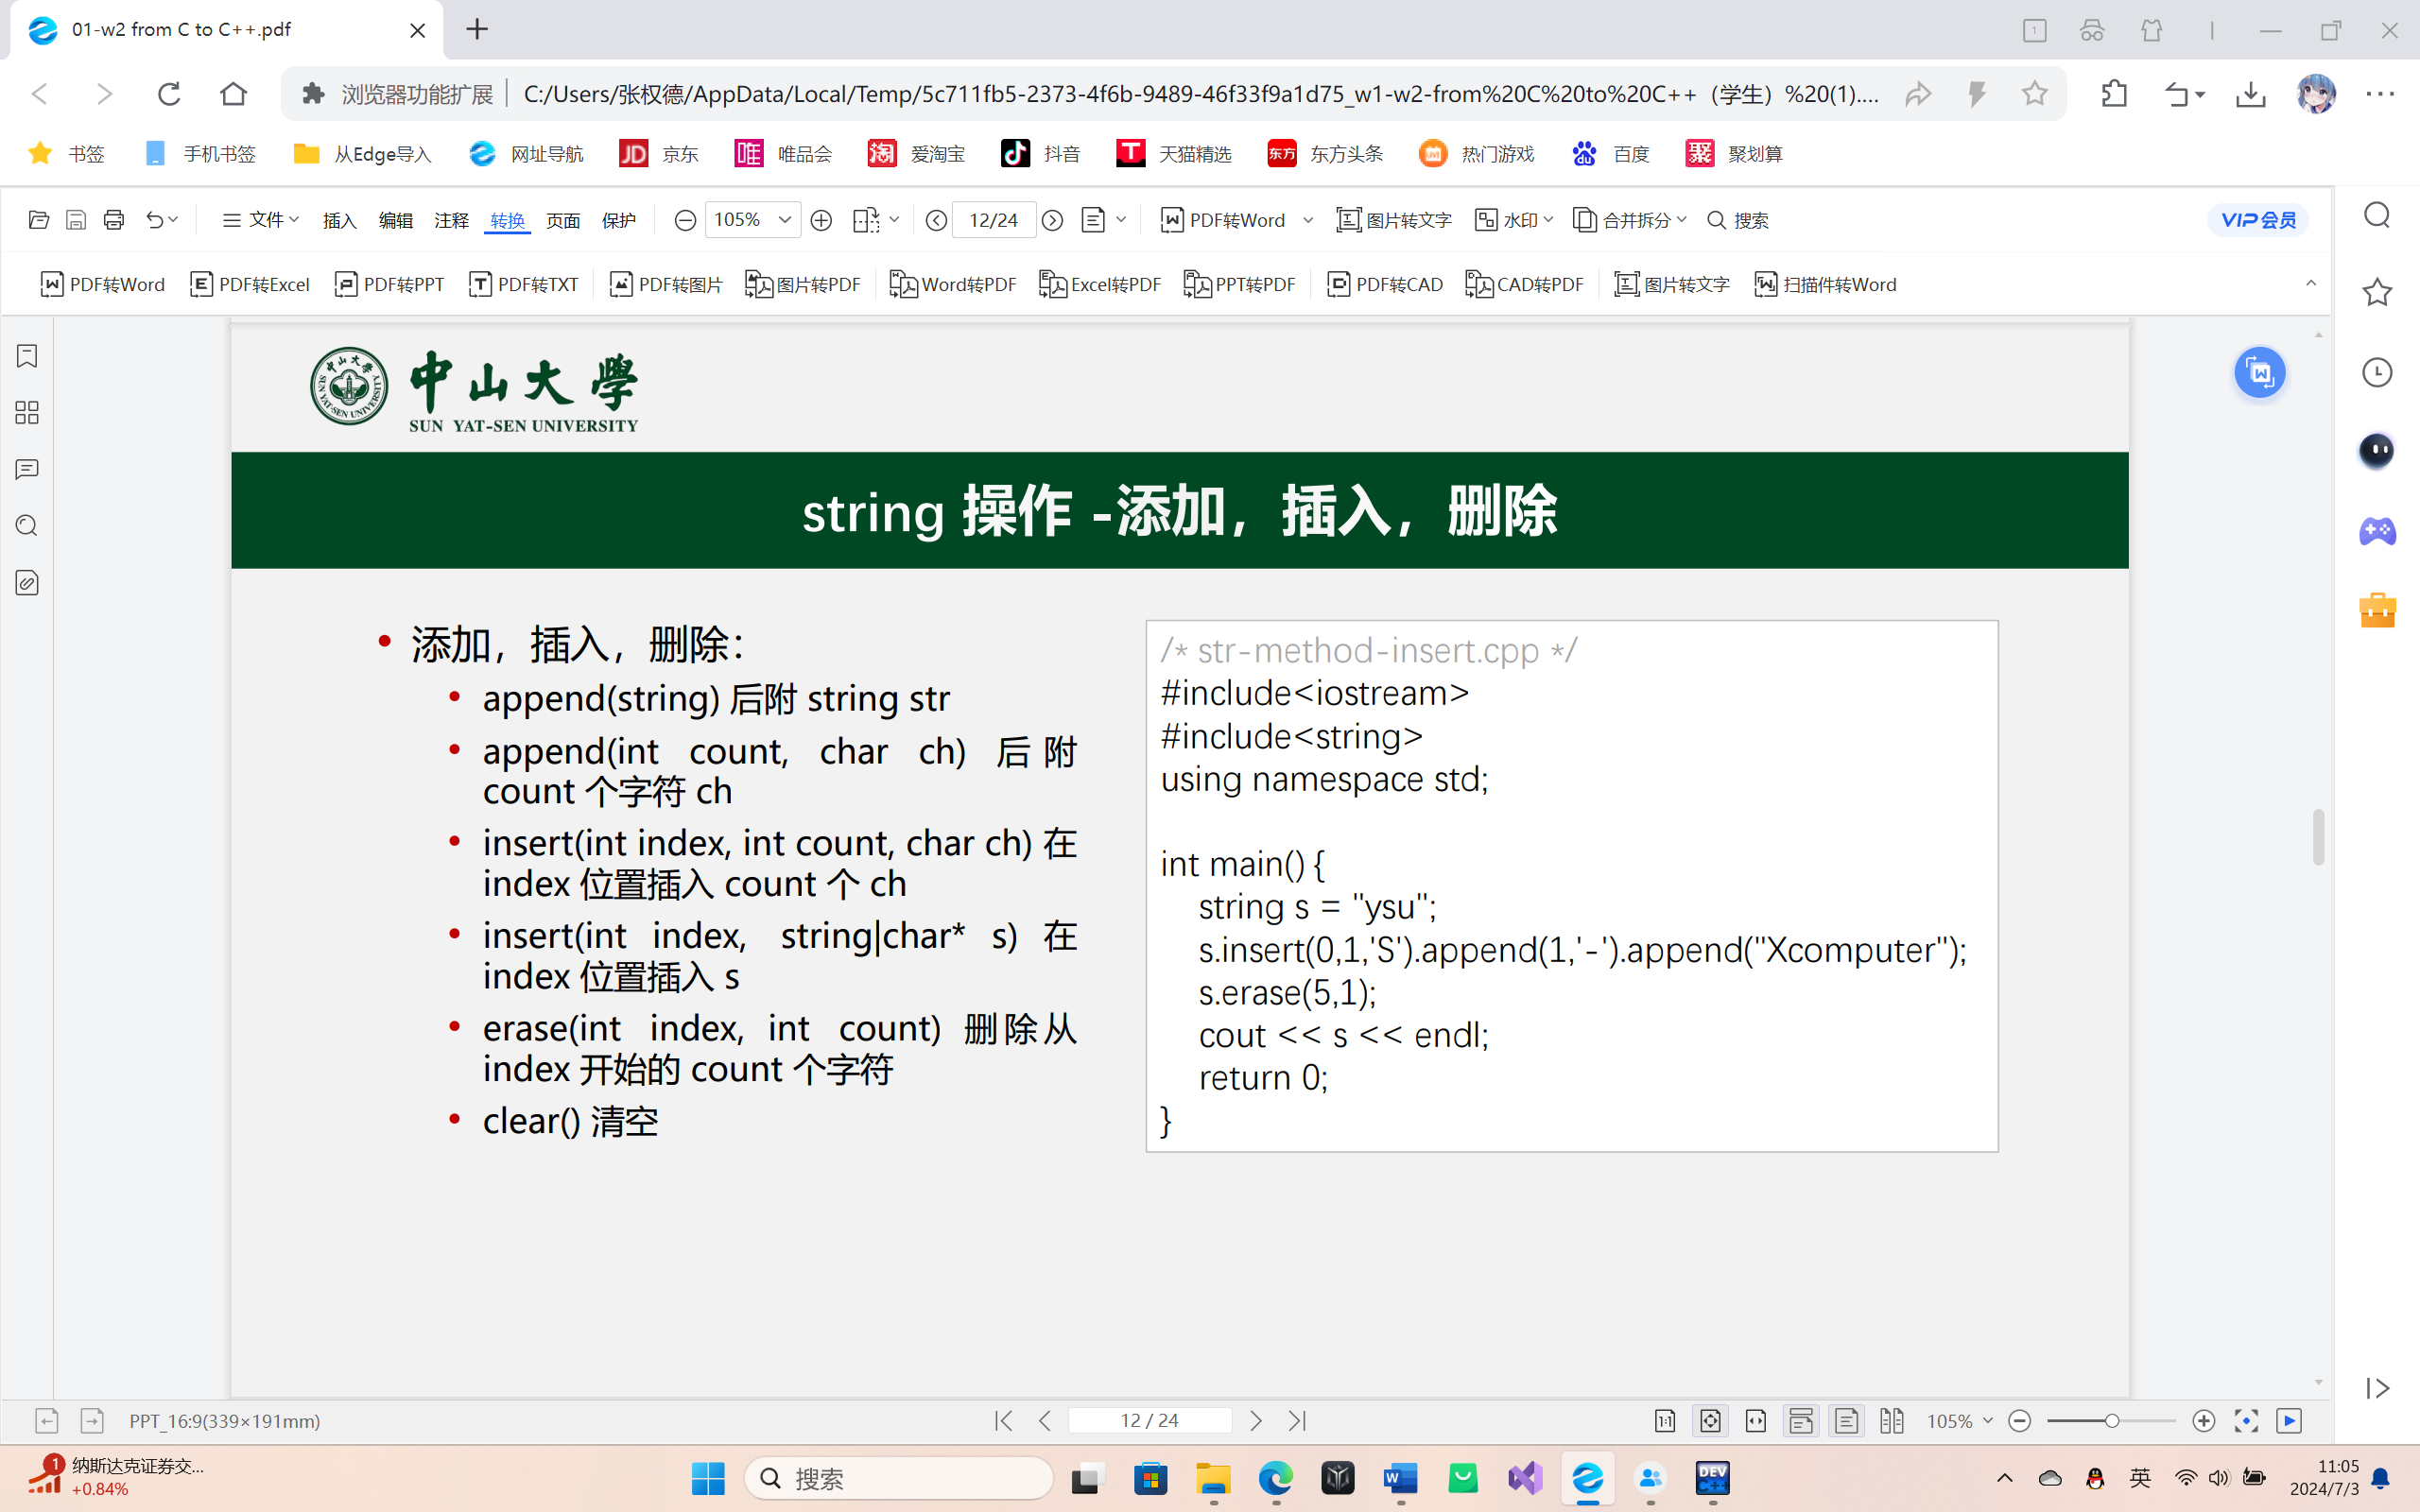 01-w2 from C to C++.pdf
浏览器功能扩展 C:/Users/张权德/AppData/Local/Temp/5c711fb5-2373-4f6b-9489-46f33f9a1d75_w1-w2-from%20C%20to%20C++（学生）%20(1)....
书签 手机书签 从Edge导入 网址导航 JD 京东 唯 唯品会 淘 爱淘宝 抖音 T 天猫精选 东方 东方头条 热门游戏 du 百度 聚 聚划算
文件 插入 编辑 注释 转换 页面 保护 105% 12/24 PDF转Word 图片转文字 水印 合并拆分 搜索 VIP会员
PDF转Word PDF转Excel PDF转PPT PDF转TXT PDF转图片 图片转PDF Word转PDF Excel转PDF PPT转PDF PDF转CAD CAD转PDF 图片转文字 扫描件转Word
中山大學
SUN YAT-SEN UNIVERSITY
string 操作 -添加，插入，删除
• 添加，插入，删除：
• append(string) 后附 string str
• append(int count, char ch) 后附
count 个字符 ch
• insert(int index, int count, char ch) 在
index 位置插入 count 个 ch
• insert(int index, string|char* s) 在
index 位置插入 s
• erase(int index, int count) 删除从
index 开始的 count 个字符
• clear() 清空
/* str-method-insert.cpp */
#include<iostream>
#include<string>
using namespace std;
int main() {
string s = "ysu";
s.insert(0,1,'S').append(1,'-').append("Xcomputer");
s.erase(5,1);
cout << s << endl;
return 0;
}
PPT_16:9(339×191mm) 12 / 24 1:1 105%
1 纳斯达克证券交...
+0.84%
搜索
DEV C++
英
11:05
2024/7/3